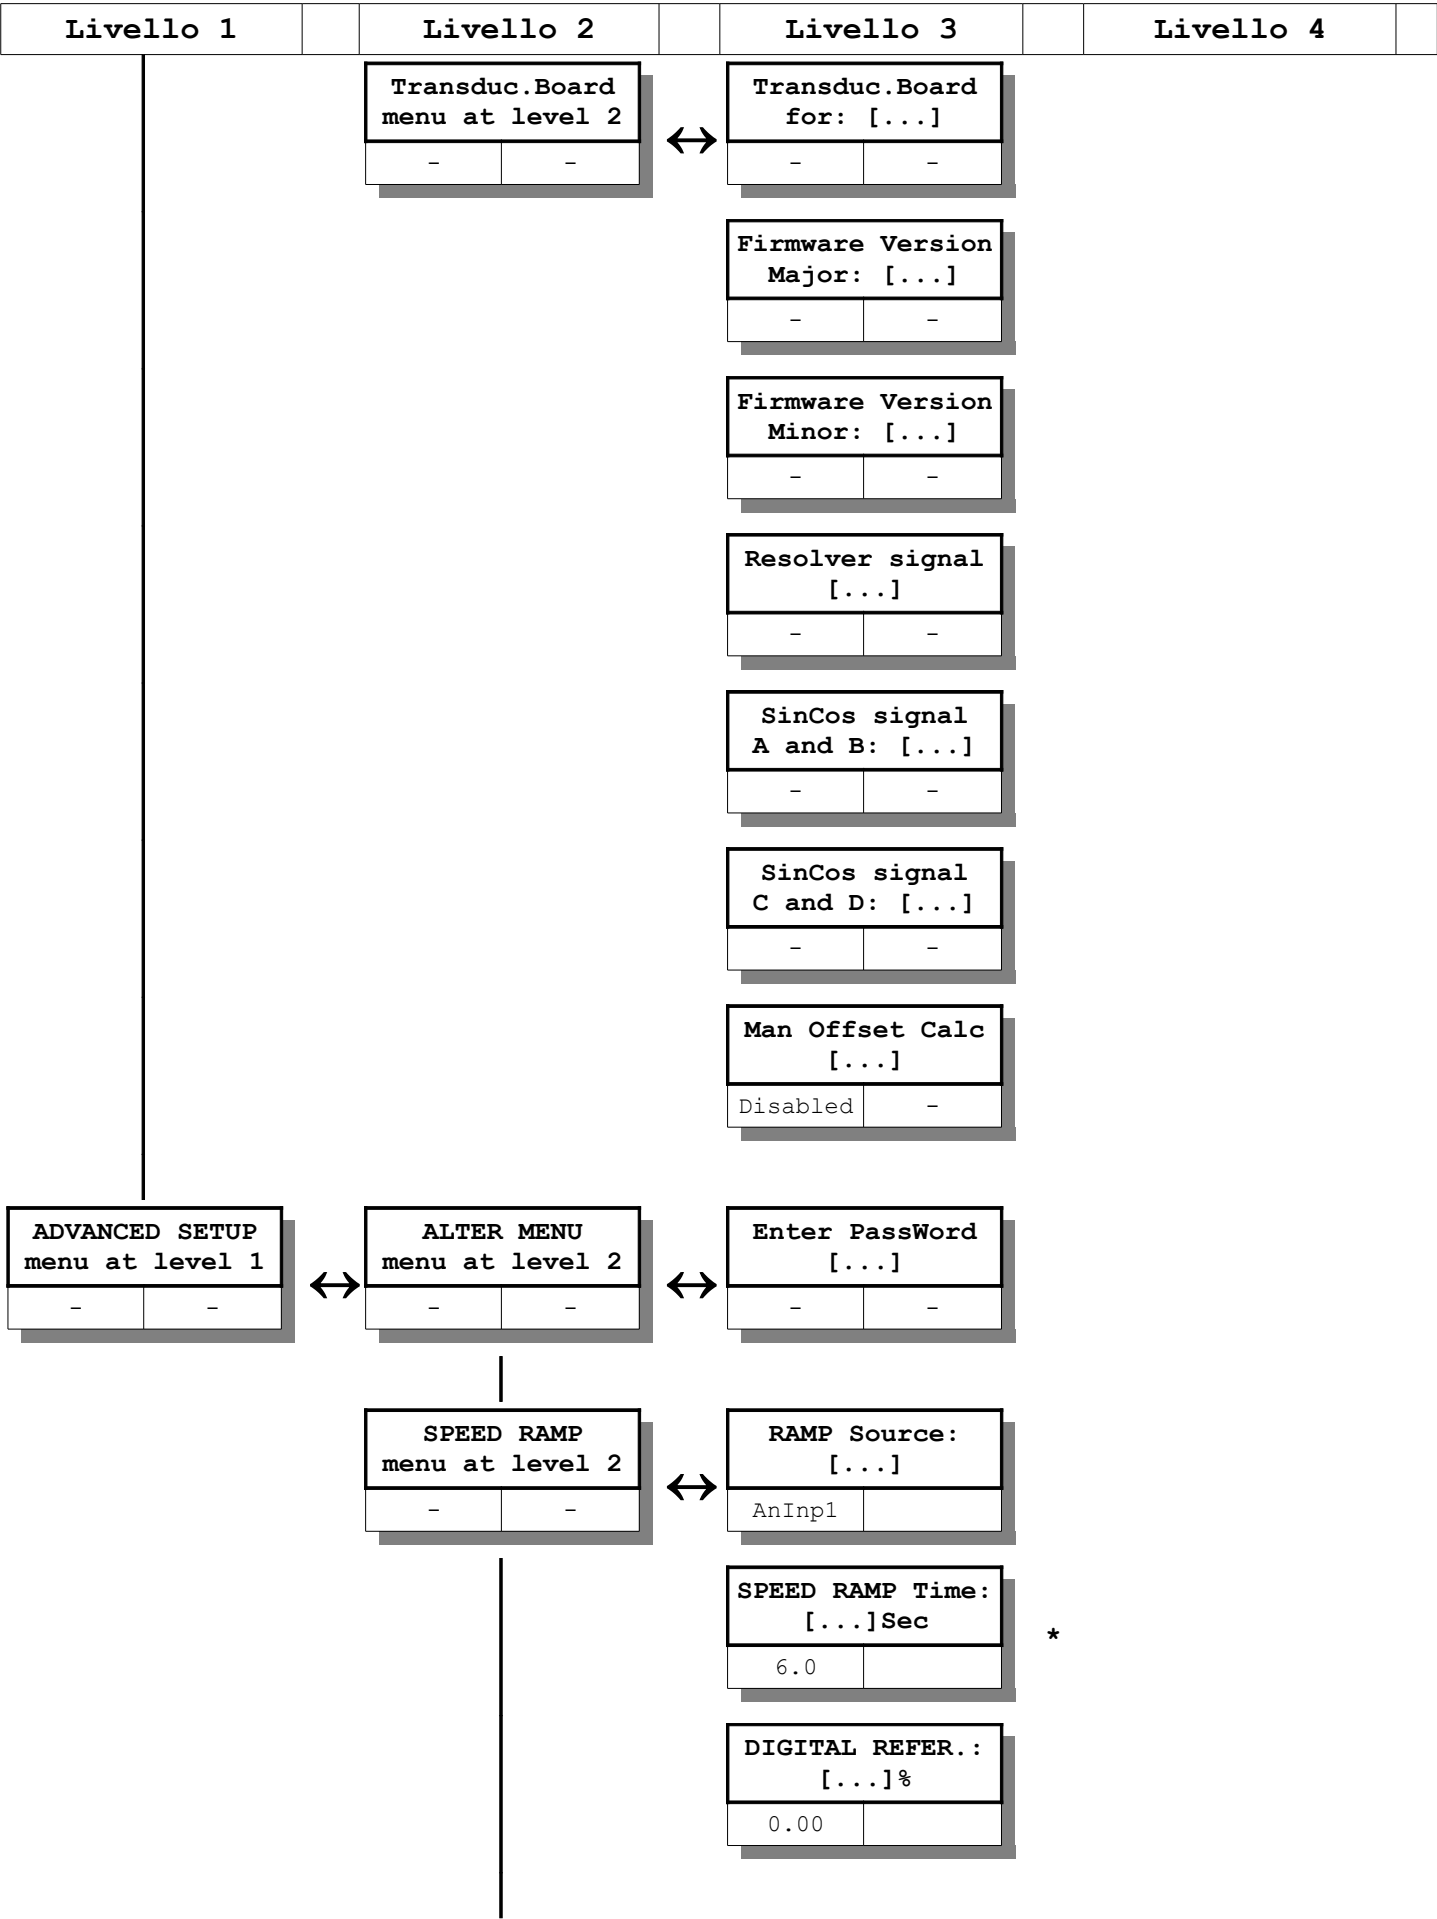 Livello 1 Livello 2 Livello 3 Livello 4
Transduc.Board
menu at level 2
- -
Transduc.Board
for: [...]
- -
Firmware Version
Major: [...]
- -
Firmware Version
Minor: [...]
- -
Resolver signal
[...]
- -
SinCos signal
A and B: [...]
- -
SinCos signal
C and D: [...]
- -
Man Offset Calc
[...]
Disabled -
ADVANCED SETUP
menu at level 1
- -
ALTER MENU
menu at level 2
- -
Enter PassWord
[...]
- -
SPEED RAMP
menu at level 2
- -
RAMP Source:
[...]
AnInp1
SPEED RAMP Time:
[...]Sec
6.0
*
DIGITAL REFER.:
[...]%
0.00